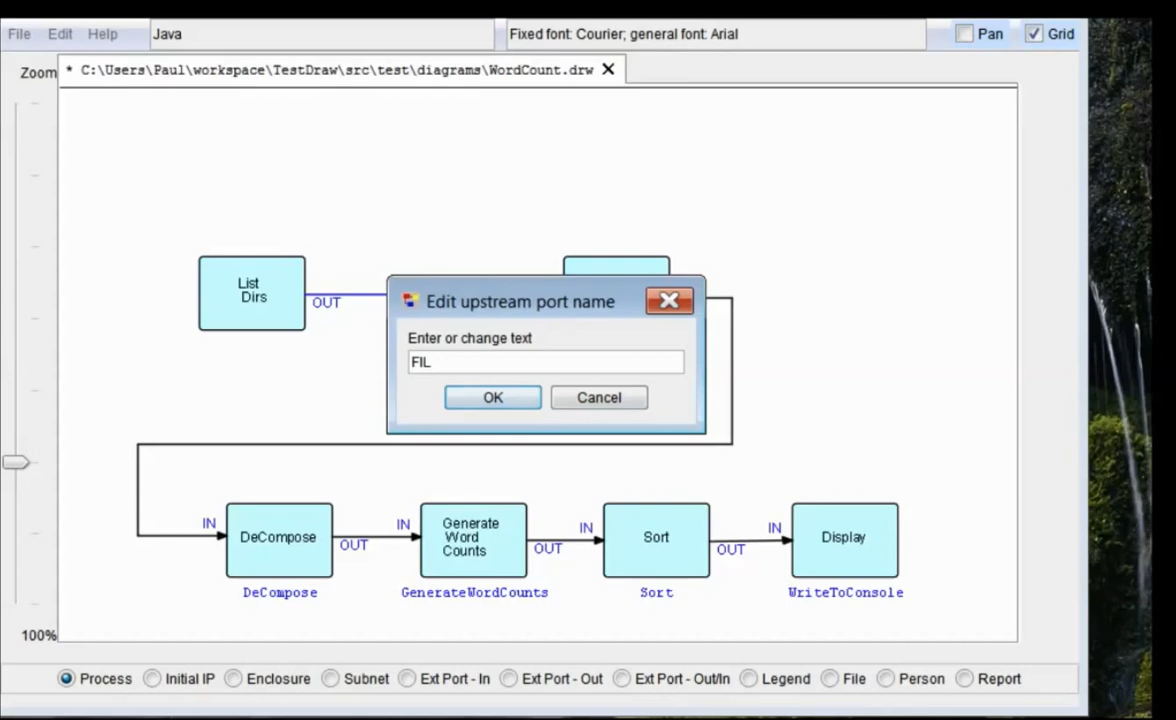 File Edit Help Java Fixed font: Courier; general font: Arial Pan Grid
Zoom * C:\Users\Paul\workspace\TestDraw\src\test\diagrams\WordCount.drw
List
Dirs
OUT
Edit upstream port name
Enter or change text
FIL
OK Cancel
IN DeCompose OUT
IN Generate
Word
Counts OUT
IN Sort OUT
IN Display
DeCompose GenerateWordCounts Sort WriteToConsole
100%
Process Initial IP Enclosure Subnet Ext Port - In Ext Port - Out Ext Port - Out/In Legend File Person Report